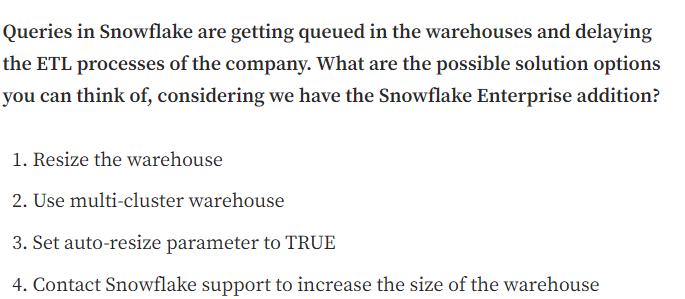 Queries in Snowflake are getting queued in the warehouses and delaying
the ETL processes of the company. What are the possible solution options
you can think of, considering we have the Snowflake Enterprise addition?
1. Resize the warehouse
2. Use multi-cluster warehouse
3. Set auto-resize parameter to TRUE
4. Contact Snowflake support to increase the size of the warehouse